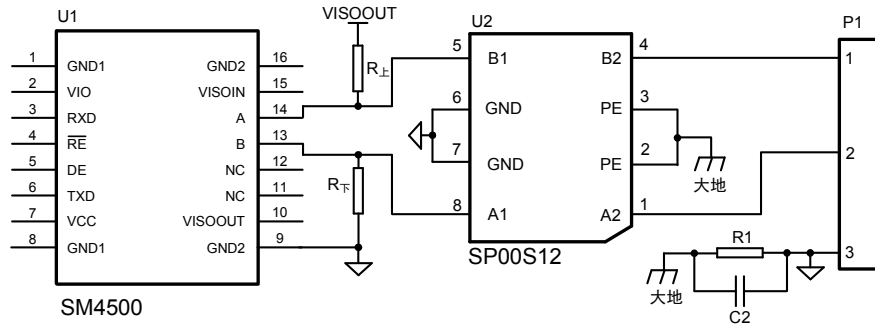 U1
VISOOUT
U2
P1
1 GND1 GND2 16
2 VIO VISOIN 15
3 RXD A 14
4 RE B 13
5 DE NC 12
6 TXD NC 11
7 VCC VISOOUT 10
8 GND1 GND2 9
SM4500
R上
R下
5 B1 B2 4
6 GND PE 3
7 GND PE 2
8 A1 A2 1
SP00S12
大地
1
2
3
R1
大地
C2